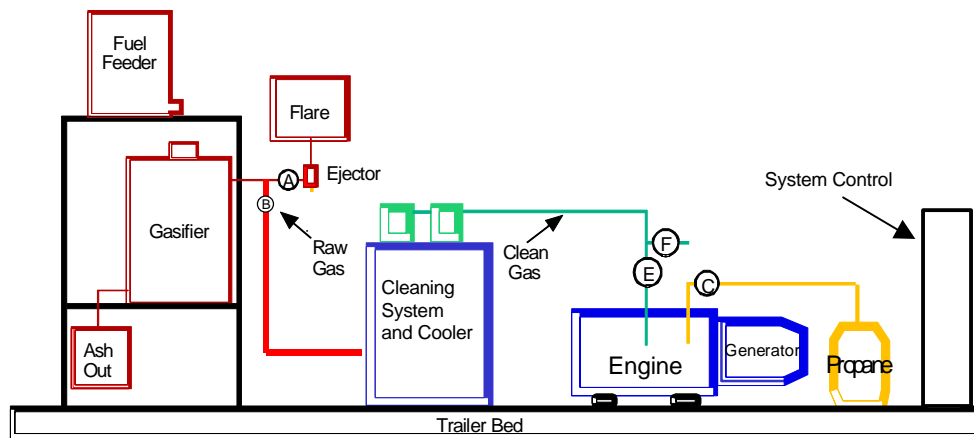 Fuel
Feeder
Flare
Ejector
A
B
Gasifier
Raw
Gas
Ash
Out
Cleaning
System
and Cooler
Clean
Gas
F
E
C
Engine
Generator
Propane
System Control
Trailer Bed